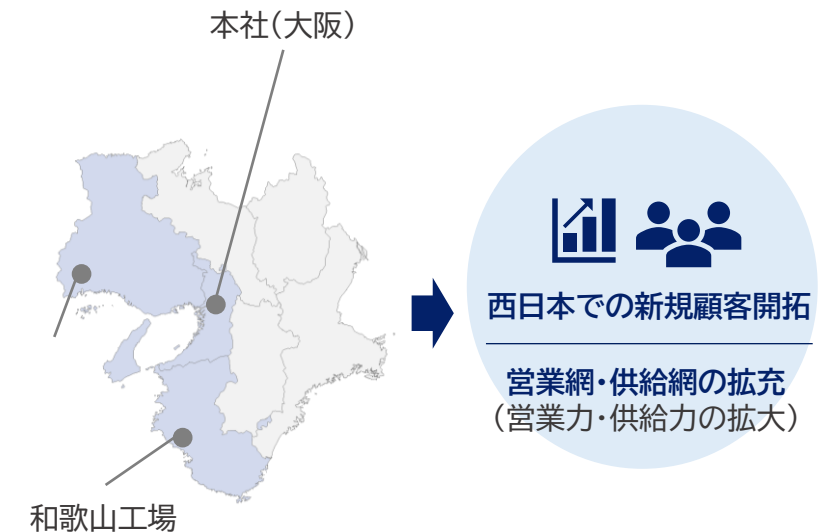 本社（大阪）
和歌山工場
西日本での新規顧客開拓
営業網・供給網の拡充
（営業力・供給力の拡大）